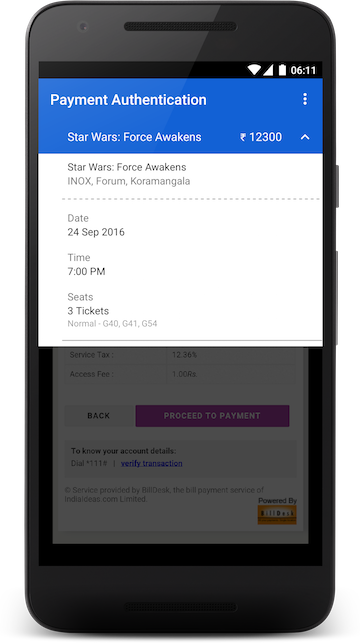 06:11
Payment Authentication
Star Wars: Force Awakens ₹ 12300
Star Wars: Force Awakens
INOX, Forum, Koramangala
Date
24 Sep 2016
Time
7:00 PM
Seats
3 Tickets
Normal - G40, G41, G54
Service Tax : 12.36%
Access Fee : 1.00Rs
BACK PROCEED TO PAYMENT
To know your account details:
Dial *111# | verify transaction
© Service provided by BillDesk, the bill payment service of
IndiaIdeas.com Limited.
Powered By
BillDesk